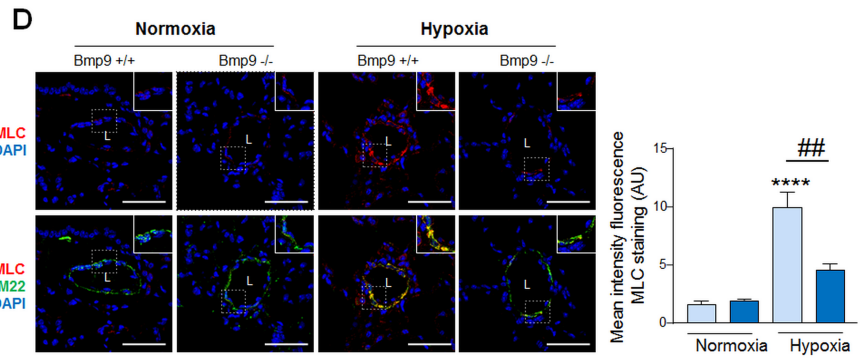 D
Normoxia Hypoxia
Bmp9 +/+ Bmp9 -/- Bmp9 +/+ Bmp9 -/-
MLC
DAPI
L L L L
MLC
M22
DAPI
L L L L
Mean intensity fluorescence
MLC staining (AU)
15
10
5
0
****
##
Normoxia Hypoxia